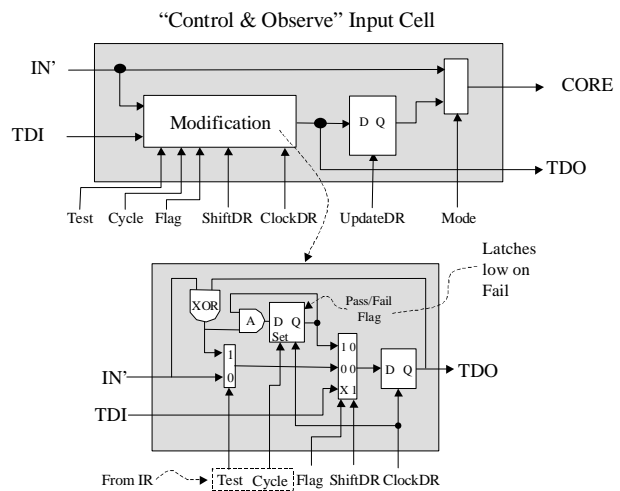 “Control & Observe” Input Cell
IN’
CORE
Modification
D Q
TDI
TDO
Test Cycle Flag ShiftDR ClockDR UpdateDR Mode
Latches
low on
Fail
XOR
A
D Q
Set
Pass/Fail
Flag
1
0
1 0
0 0
X 1
D Q
IN’
TDO
TDI
From IR
Test Cycle Flag ShiftDR ClockDR